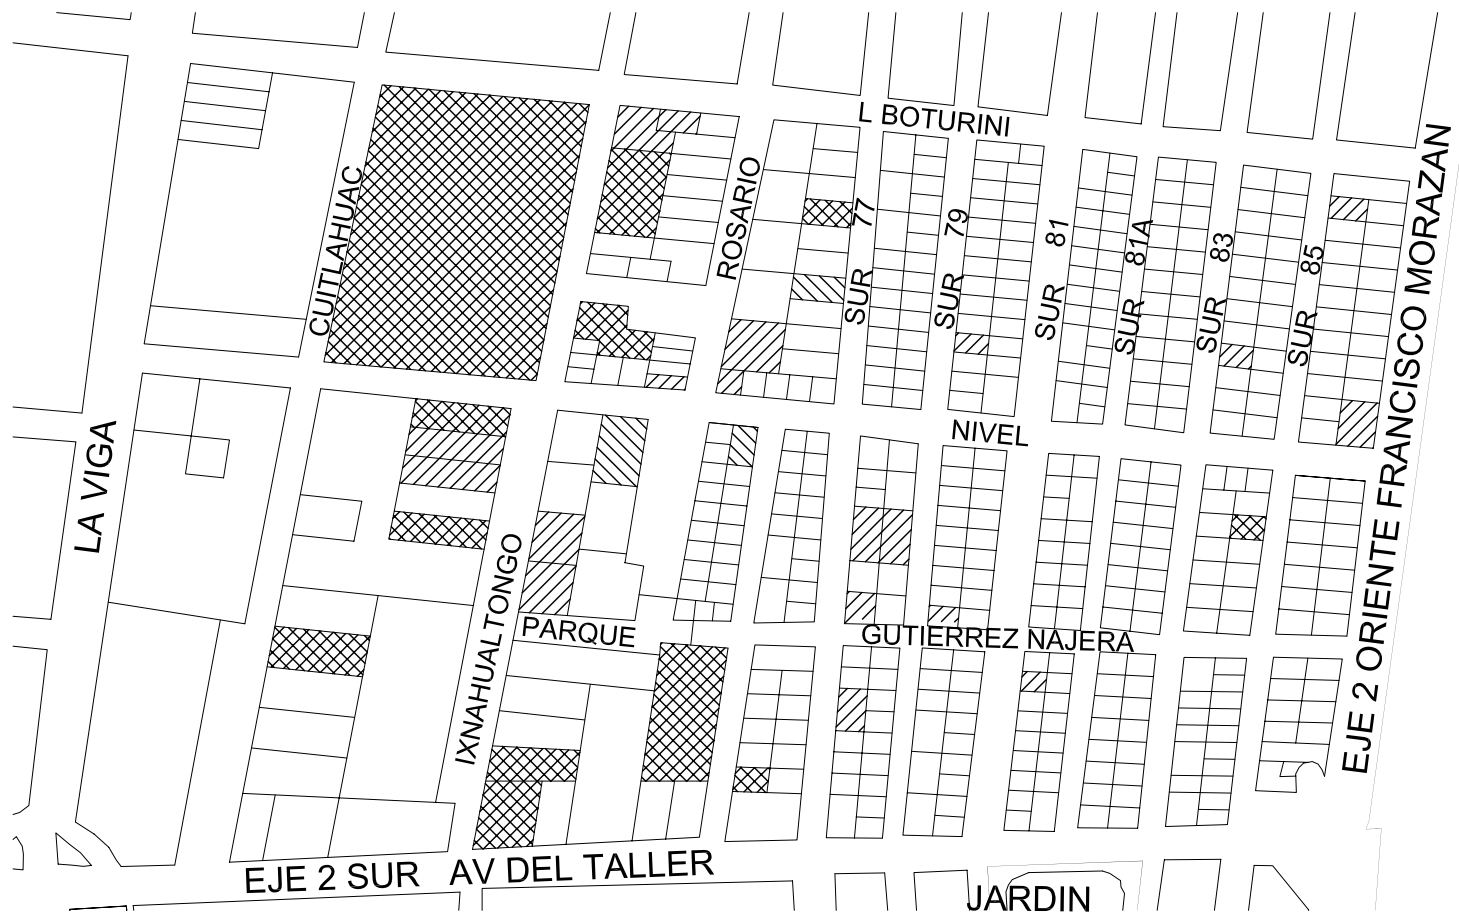 L BOTURINI
CUITLAHUAC
ROSARIO
SUR 77
SUR 79
SUR 81
SUR 81A
SUR 83
SUR 85
EJE 2 ORIENTE FRANCISCO MORAZAN
LA VIGA
NIVEL
IXNAHUALTONGO
PARQUE
GUTIERREZ NAJERA
EJE 2 SUR AV DEL TALLER
JARDIN